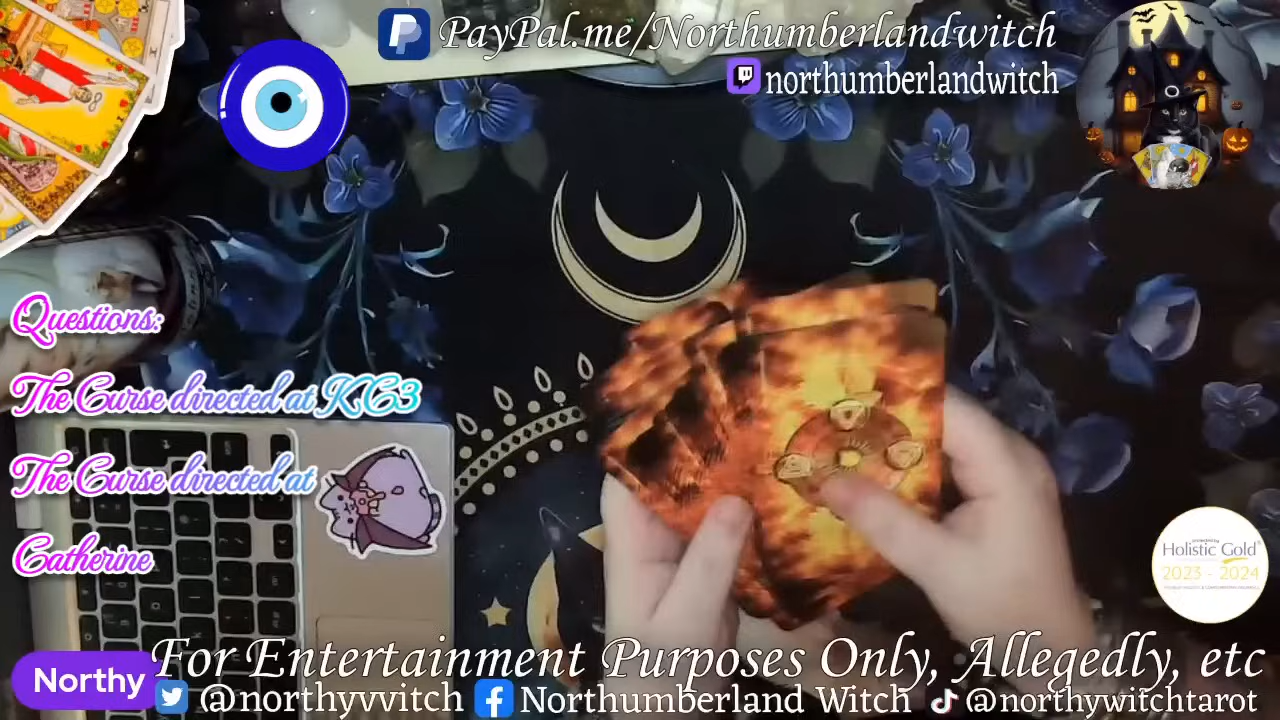 PayPal.me/Northumberlandwitch
northumberlandwitch
Questions:
The Curse directed at KC3
The Curse directed at
Catherine
Holistic Gold
2023 - 2024
For Entertainment Purposes Only, Allegedly, etc
Northy
@northyvvitch
Northumberland Witch
@northywitchtarot